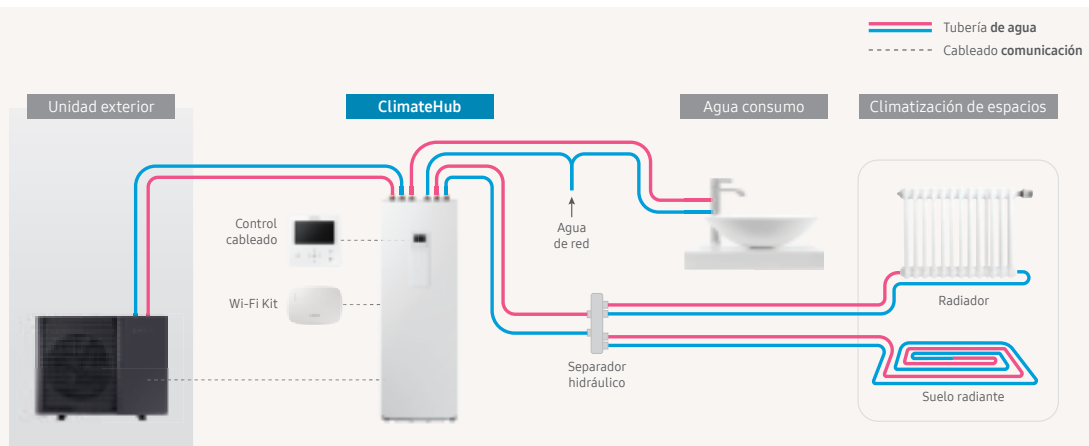 Tubería de agua
Cableado comunicación
Unidad exterior
ClimateHub
Agua consumo
Climatización de espacios
Control
cableado
Agua
de red
Wi-Fi Kit
Radiador
Separador
hidráulico
Suelo radiante